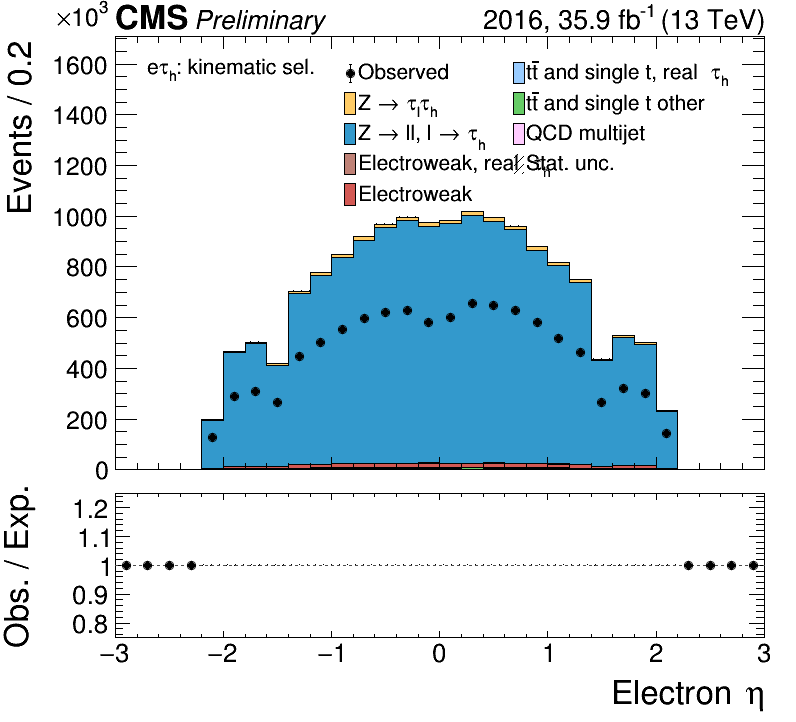 ×10³ CMS Preliminary 2016, 35.9 fb⁻¹ (13 TeV)
Events / 0.2
1600
1400
1200
1000
800
600
400
200
0
eτh: kinematic sel.
Observed
Z → τlτh
Z → ll, l → τh
Electroweak, real τh
Electroweak
tt̄ and single t, real τh
tt̄ and single t other
QCD multijet
Stat. unc.
Obs. / Exp.
1.2
1.1
1
0.9
0.8
−3 −2 −1 0 1 2 3
Electron η